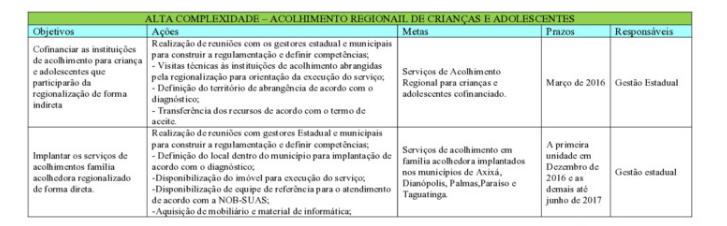 ALTA COMPLEXIDADE – ACOLHIMENTO REGIONAIL DE CRIANÇAS E ADOLESCENTES
Objetivos Ações Metas Prazos Responsáveis
Cofinanciar as instituições
de acolhimento para criança
e adolescentes que
participarão da
regionalização de forma
indireta
Realização de reuniões com os gestores estadual e municipais
para construir a regulamentação e definir competências;
- Visitas técnicas às instituições de acolhimento abrangidas
pela regionalização para orientação da execução do serviço;
- Definição do território de abrangência de acordo com o
diagnóstico;
- Transferência dos recursos de acordo com o termo de
aceite.
Serviços de Acolhimento
Regional para crianças e
adolescentes cofinanciado.
Março de 2016
Gestão Estadual
Implantar os serviços de
acolhimentos família
acolhedora regionalizado
de forma direta.
Realização de reuniões com gestores Estadual e municipais
para construir a regulamentação e definir competências;
- Definição do local dentro do município para implantação de
acordo com o diagnóstico;
-Disponibilização do imóvel para execução do serviço;
-Disponibilização de equipe de referência para o atendimento
de acordo com a NOB-SUAS;
-Aquisição de mobiliário e material de informática;
Serviços de acolhimento em
família acolhedora implantados
nos municípios de Axixá,
Dianópolis, Palmas,Paraíso e
Taguatinga.
A primeira
unidade em
Dezembro de
2016 e as
demais até
junho de 2017
Gestão estadual